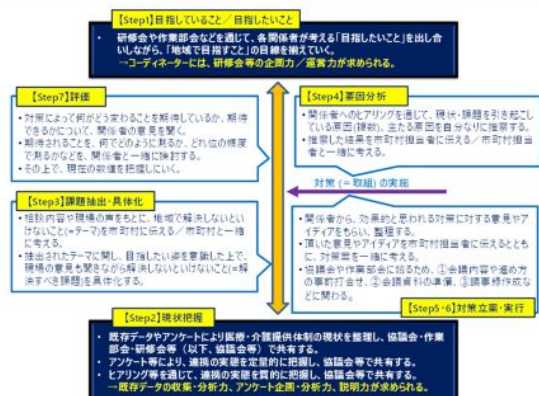 【Step1】目指していること／目指したいこと
• 研修会や作業部会などを通じて、各関係者が考える「目指したいこと」を出し合
いしながら、「地域で目指すこと」の目線を揃えていく。
→コーディネーターには、研修会等の企画力／運営力が求められる。
【Step7】評価
• 対策によって何がどう変わることを期待しているか、期待
できるかについて、関係者の意見を聞く。
• 期待されることを、何でどのように測るか、どれ位の頻度
で測るかなどを、関係者と一緒に検討する。
• その上で、現在の数値を把握しにいく。
【Step4】要因分析
• 関係者へのヒアリングを通じて、現状・課題を引き起こし
ている原因(複数)、主たる原因を自分なりに推察する。
• 推察した結果を市町村担当者に伝える／市町村担
当者と一緒に考える。
対策（＝取組）の実施
【Step3】課題抽出・具体化
• 相談内容や現場の声をもとに、地域で解決しないとい
けないこと(=テーマ)を市町村に伝える／市町村と一
緒に考える。
• 抽出されたテーマに関し、目指したい姿を意識した上で、
現場の意見も聞きながら解決しないといけないこと(=解
決すべき課題)を具体化する。
• 関係者から、効果的と思われる対策に対する意見やア
イディアをもらい、整理する。
• 頂いた意見やアイディアを市町村担当者に伝えるととも
に、対策案を一緒に考える。
• 協議会や作業部会に諮るため、①会議内容や進め方
の事前打合せ、②会議資料の準備、③議事録作成な
どに関わる。
【Step5・6】対策立案・実行
【Step2】現状把握
• 既存データやアンケートにより医療・介護提供体制の現状を整理し、協議会・作業
部会・研修会等（以下、協議会等）で共有する。
• アンケート等により、連携の実態を定量的に把握し、協議会等で共有する。
• ヒアリング等を通じて、連携の実態を質的に把握し、協議会等で共有する。
→既存データの収集・分析力、アンケート企画・分析力、説明力が求められる。